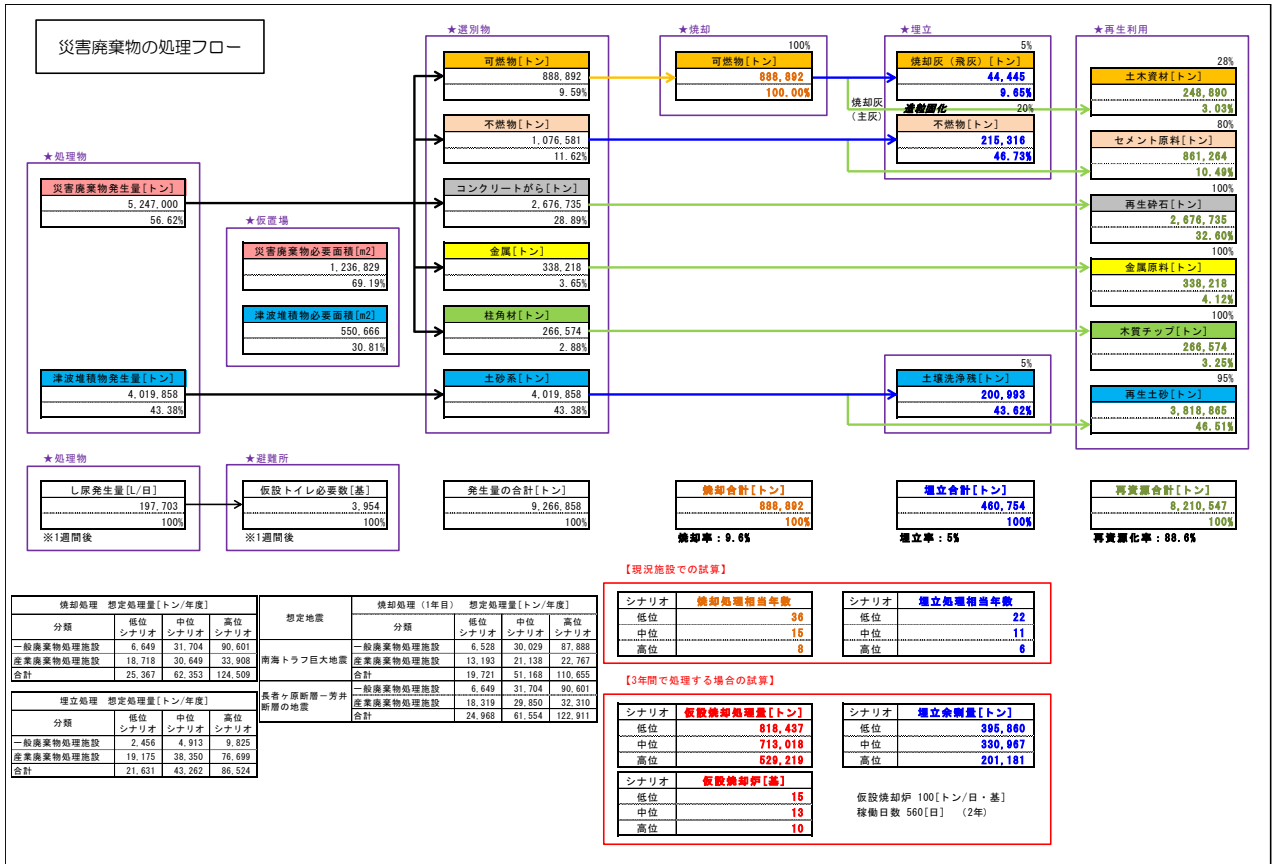 災害廃棄物の処理フロー
★処理物
災害廃棄物発生量[トン]
5,247,000
56.62%
津波堆積物発生量[トン]
4,019,858
43.38%
★仮置場
災害廃棄物必要面積[m2]
1,236,829
69.19%
津波堆積物必要面積[m2]
550,666
30.81%
★選別物
可燃物[トン]
888,892
9.59%
不燃物[トン]
1,076,581
11.62%
コンクリートがら[トン]
2,676,735
28.89%
金属[トン]
338,218
3.65%
柱角材[トン]
266,574
2.88%
土砂系[トン]
4,019,858
43.38%
★焼却
100%
可燃物[トン]
888,892
100.00%
★埋立
5%
焼却灰（飛灰）[トン]
44,445
9.65%
焼却灰
（主灰）
造粒固化
20%
不燃物[トン]
215,316
46.73%
5%
土壌洗浄残[トン]
200,993
43.62%
★再生利用
28%
土木資材[トン]
248,890
3.03%
80%
セメント原料[トン]
861,264
10.49%
100%
再生砕石[トン]
2,676,735
32.60%
100%
金属原料[トン]
338,218
4.12%
100%
木質チップ[トン]
266,574
3.25%
95%
再生土砂[トン]
3,818,865
46.51%
★処理物
し尿発生量[L/日]
197,703
100%
※1週間後
★避難所
仮設トイレ必要数[基]
3,954
100%
※1週間後
発生量の合計[トン]
9,266,858
100%
焼却合計[トン]
888,892
100%
焼却率：9.6%
埋立合計[トン]
460,754
100%
埋立率：5%
再資源合計[トン]
8,210,547
100%
再資源化率：88.6%
焼却処理　想定処理量[トン/年度]
分類 低位シナリオ 中位シナリオ 高位シナリオ
一般廃棄物処理施設 6,649 31,704 90,601
産業廃棄物処理施設 18,718 30,649 33,908
合計 25,367 62,353 124,509
埋立処理　想定処理量[トン/年度]
分類 低位シナリオ 中位シナリオ 高位シナリオ
一般廃棄物処理施設 2,456 4,913 9,825
産業廃棄物処理施設 19,175 38,350 76,699
合計 21,631 43,262 86,524
想定地震 焼却処理（1年目）　想定処理量[トン/年度]
分類 低位シナリオ 中位シナリオ 高位シナリオ
南海トラフ巨大地震
一般廃棄物処理施設 6,528 30,029 87,888
産業廃棄物処理施設 13,193 21,138 22,767
合計 19,721 51,168 110,655
長者ヶ原断層－芳井
断層の地震
一般廃棄物処理施設 6,649 31,704 90,601
産業廃棄物処理施設 18,319 29,850 32,310
合計 24,968 61,554 122,911
【現況施設での試算】
シナリオ 焼却処理相当年数
低位 36
中位 15
高位 8
シナリオ 埋立処理相当年数
低位 22
中位 11
高位 6
【3年間で処理する場合の試算】
シナリオ 仮設焼却処理量[トン]
低位 818,437
中位 713,018
高位 529,219
シナリオ 埋立余剰量[トン]
低位 395,860
中位 330,967
高位 201,181
シナリオ 仮設焼却炉[基]
低位 15
中位 13
高位 10
仮設焼却炉 100[トン/日・基]
稼働日数 560[日]　（2年）